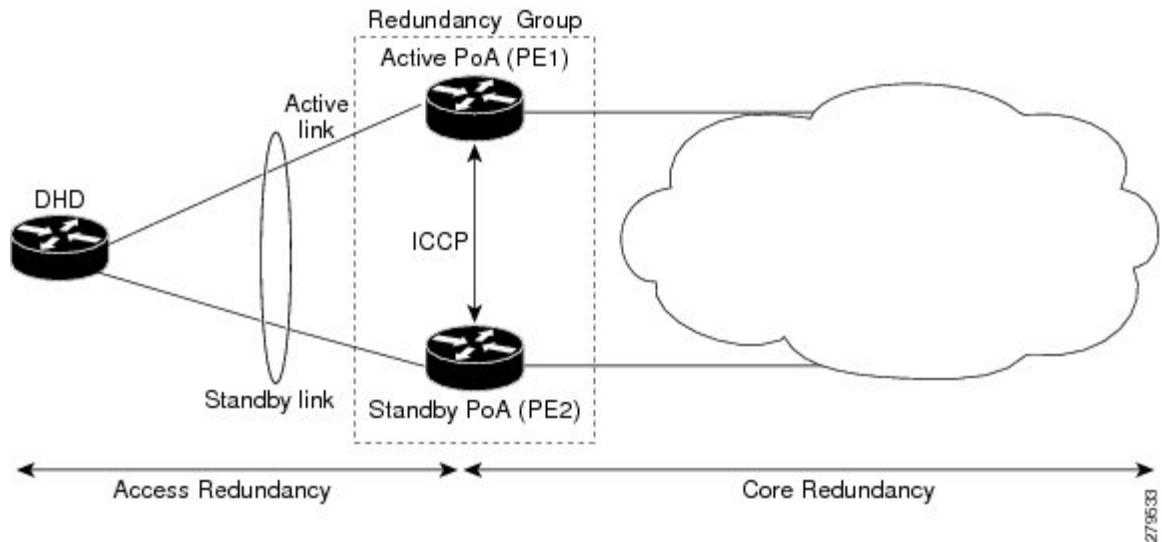 Redundancy Group
Active PoA (PE1)
Active
link
DHD
ICCP
Standby link
Standby PoA (PE2)
Access Redundancy
Core Redundancy
279533